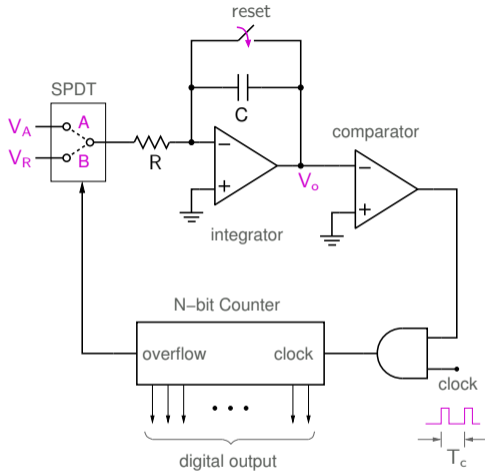 reset
SPDT
V_A
A
V_R
B
R
C
−
+
integrator
V_o
comparator
−
+
N−bit Counter
overflow
clock
clock
digital output
T_c